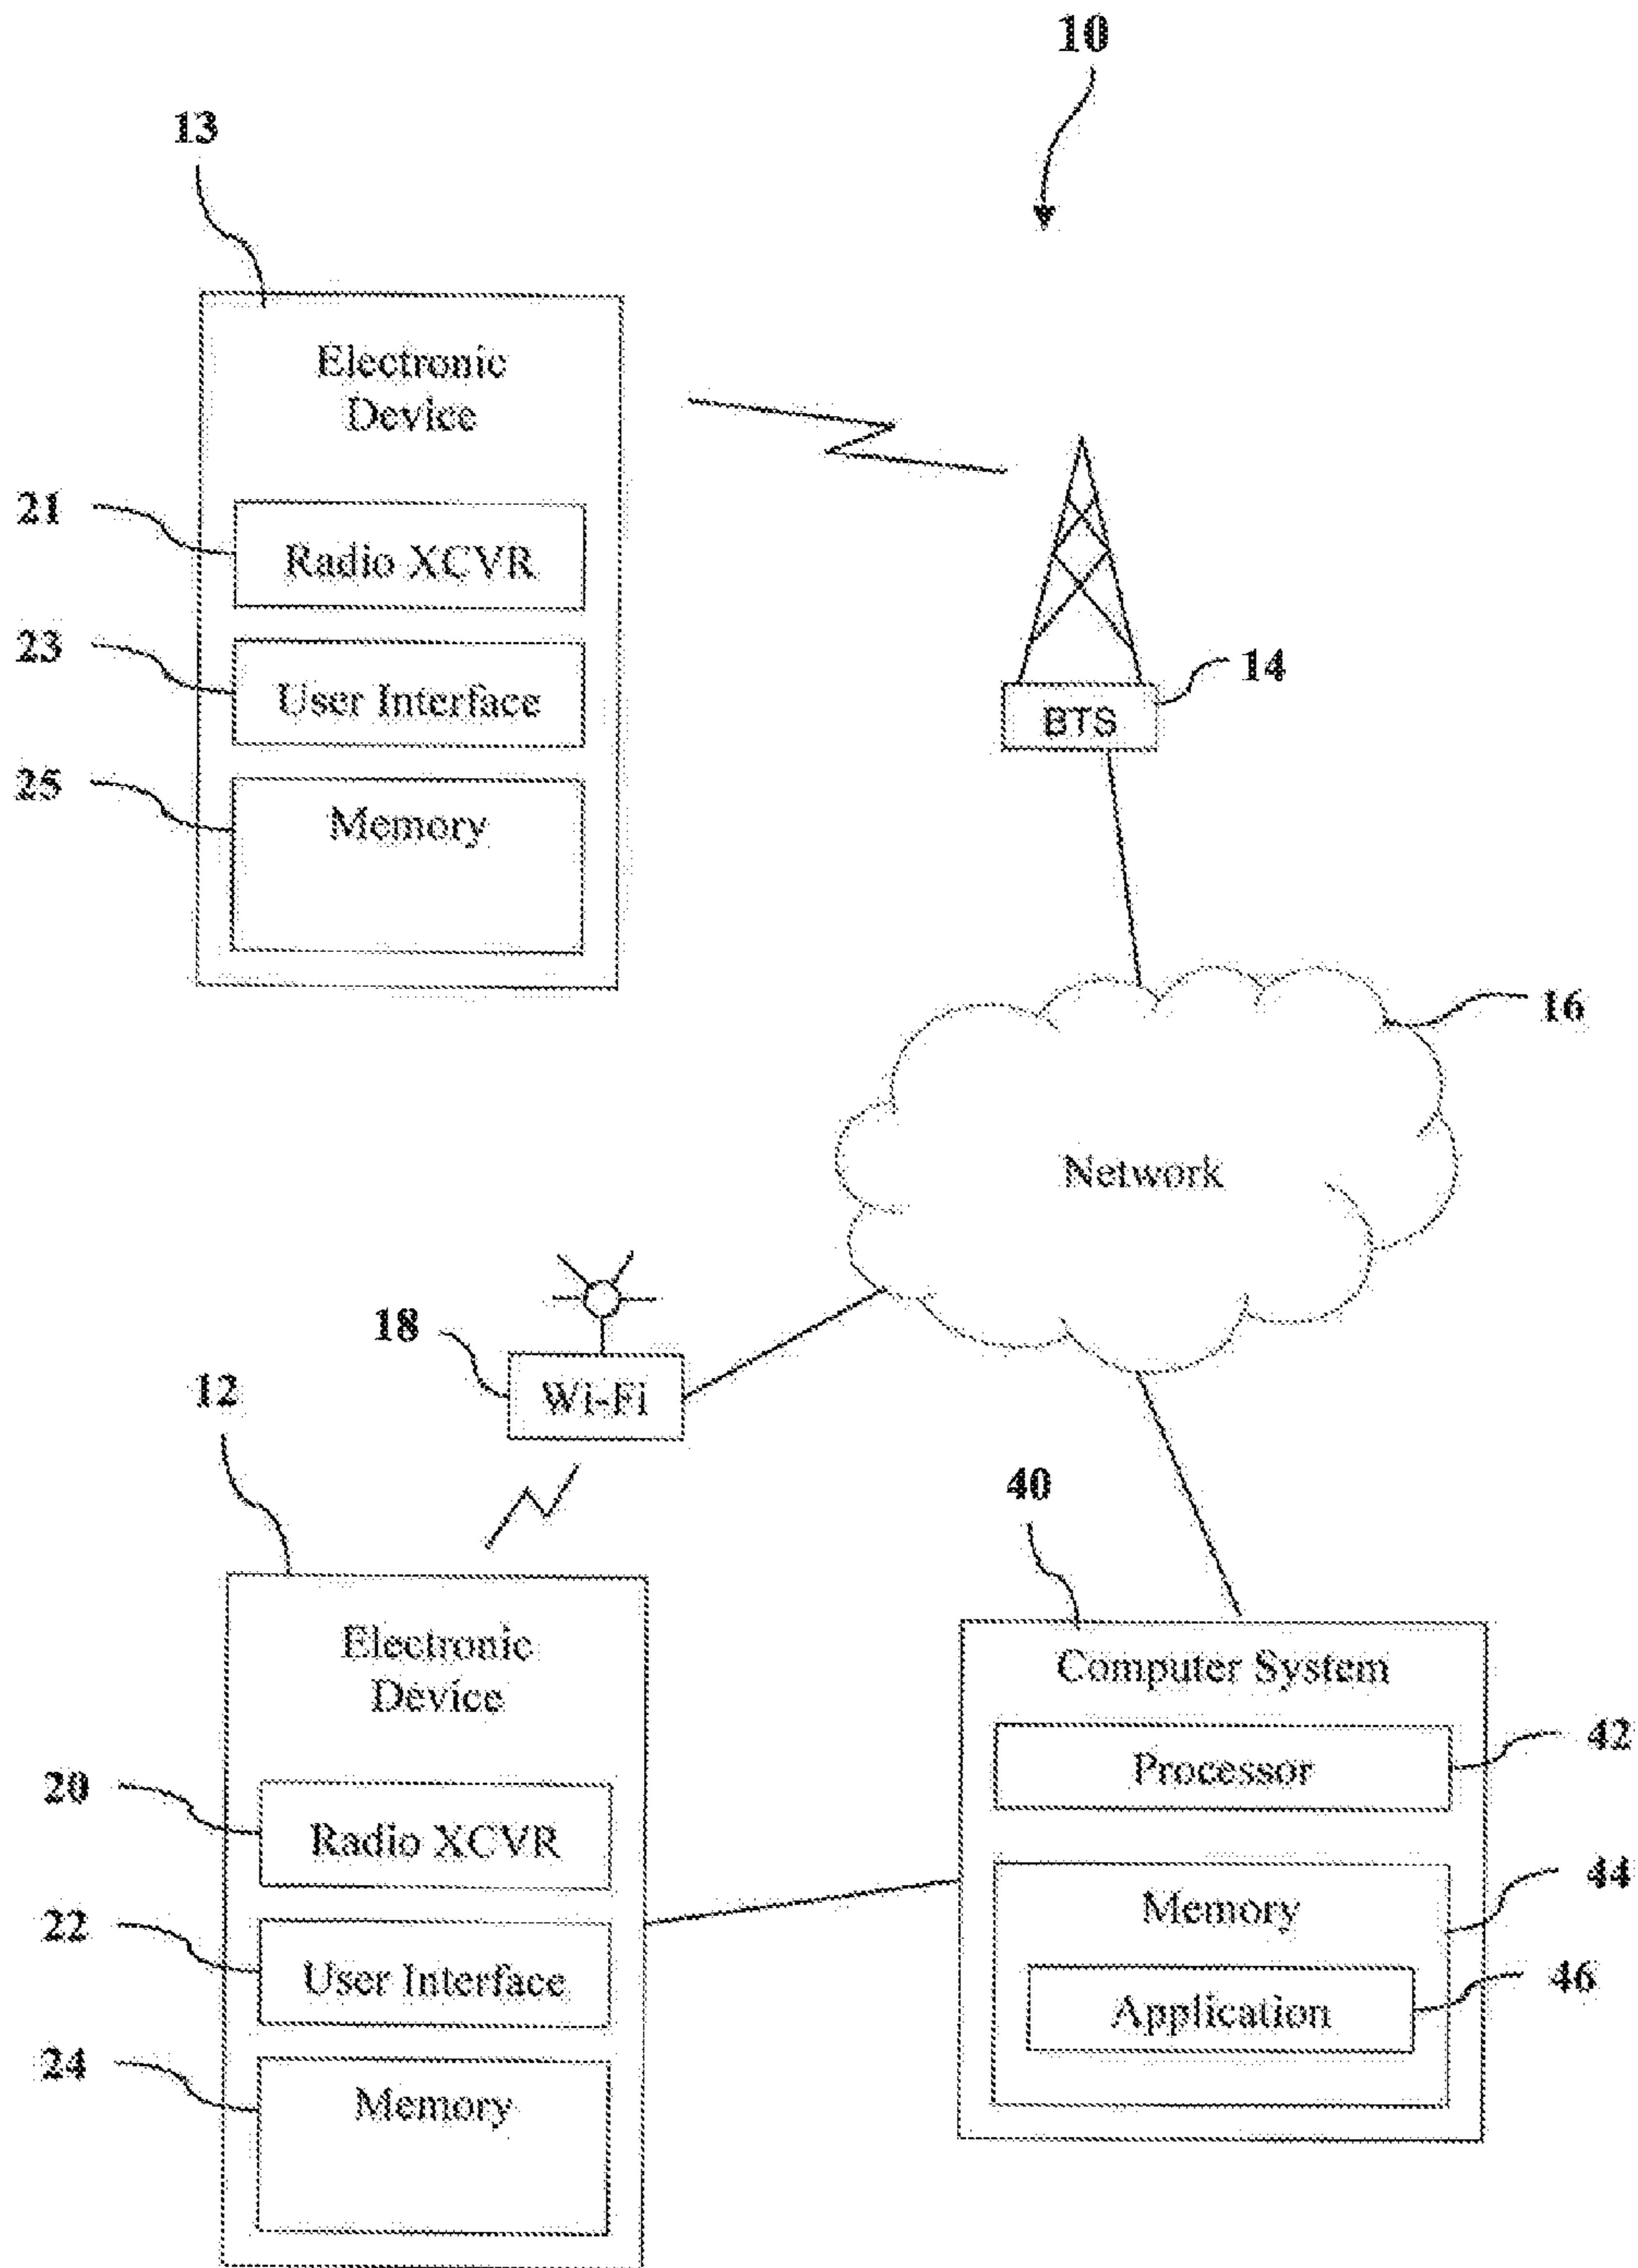 10
13
Electronic
Device
21
Radio XCVR
23
User Interface
25
Memory
14
BTS
16
Network
18
Wi-Fi
12
Electronic
Device
20
Radio XCVR
22
User Interface
24
Memory
40
Computer System
42
Processor
44
Memory
46
Application